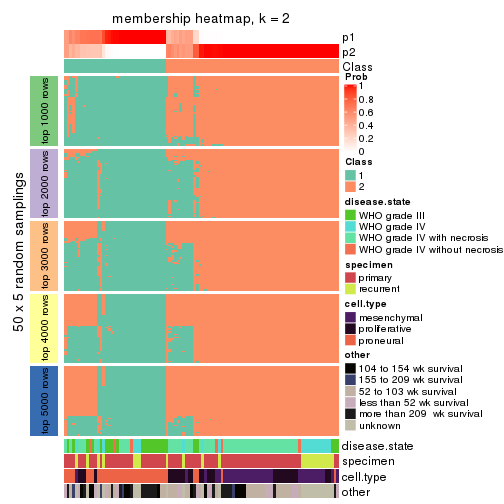 membership heatmap, k = 2
p1
p2
Class
50 x 5 random samplings
top 1000 rows
top 2000 rows
top 3000 rows
top 4000 rows
top 5000 rows
Prob
1
0.8
0.6
0.4
0.2
0
Class
1
2
disease.state
WHO grade III
WHO grade IV
WHO grade IV with necrosis
WHO grade IV without necrosis
specimen
primary
recurrent
cell.type
mesenchymal
proliferative
proneural
other
104 to 154 wk survival
155 to 209 wk survival
52 to 103 wk survival
less than 52 wk survival
more than 209  wk survival
unknown
disease.state
specimen
cell.type
other